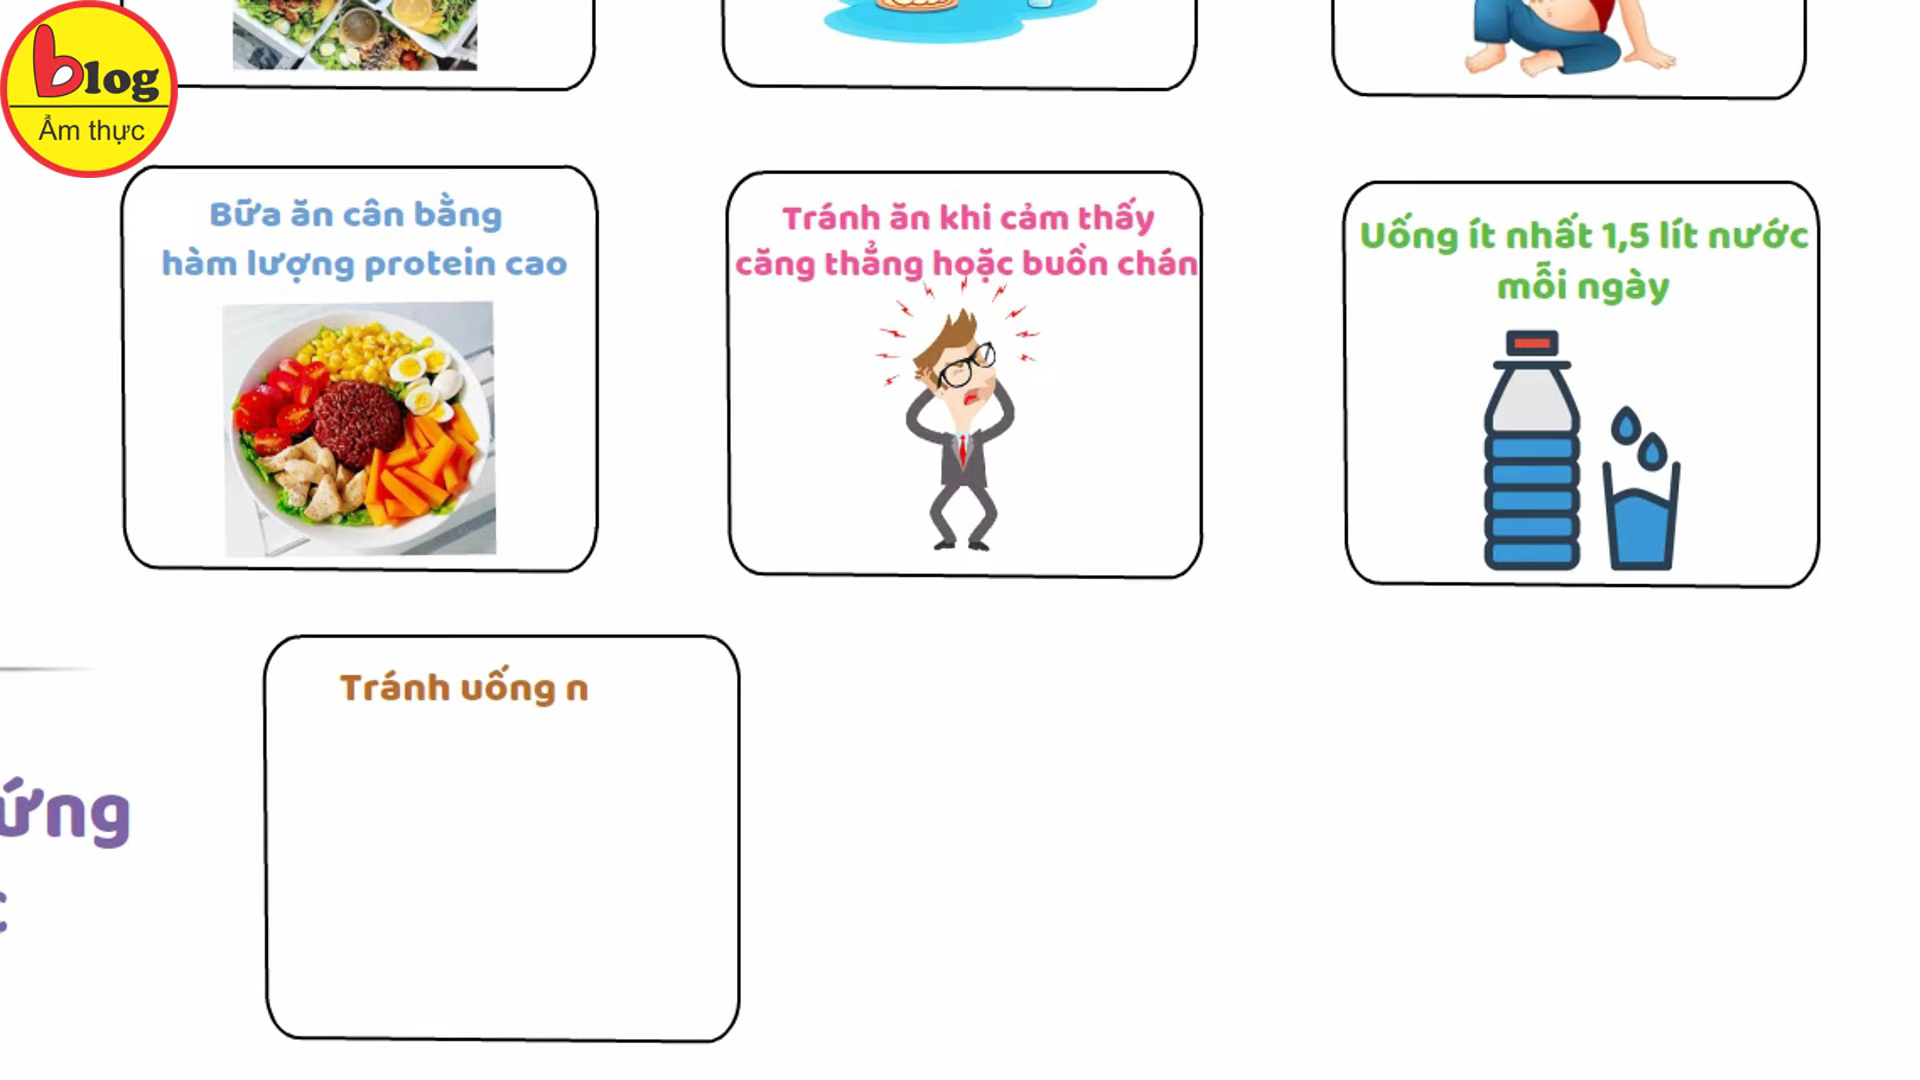 blog
Ẩm thực
Bữa ăn cân bằng
hàm lượng protein cao
Tránh ăn khi cảm thấy
căng thẳng hoặc buồn chán
Uống ít nhất 1,5 lít nước
mỗi ngày
Tránh uống n
ứng